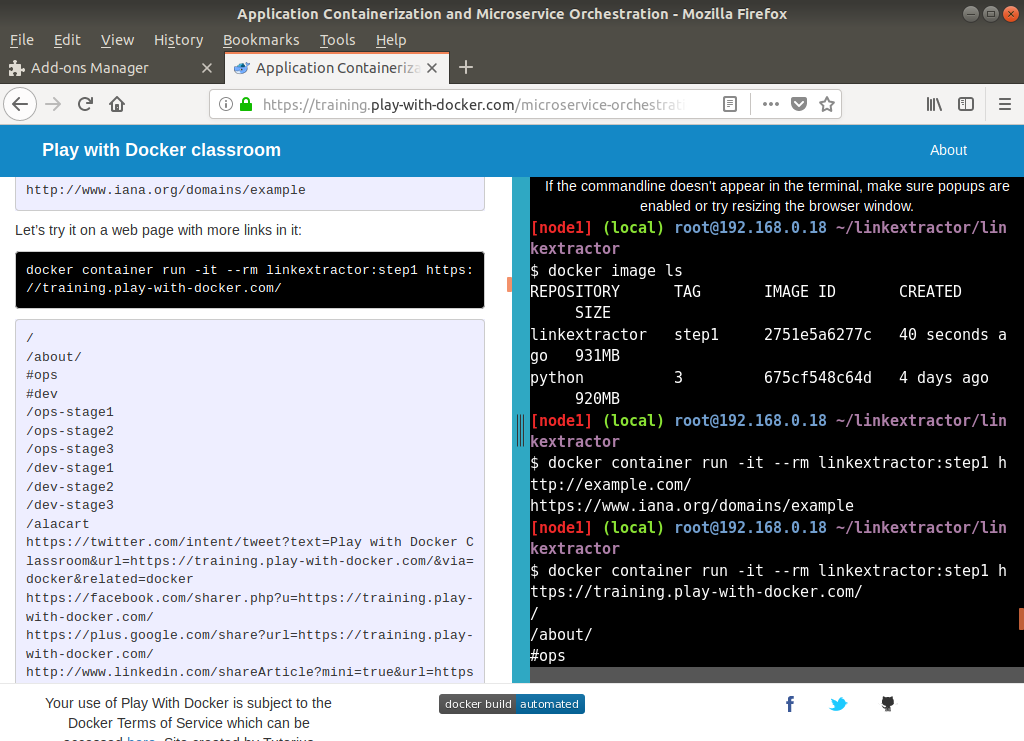 Application Containerization and Microservice Orchestration - Mozilla Firefox
File Edit View History Bookmarks Tools Help
Add-ons Manager
Application Containeriza
https://training.play-with-docker.com/microservice-orchestrati
Play with Docker classroom
About
http://www.iana.org/domains/example
Let's try it on a web page with more links in it:
docker container run -it --rm linkextractor:step1 https:
//training.play-with-docker.com/
/
/about/
#ops
#dev
/ops-stage1
/ops-stage2
/ops-stage3
/dev-stage1
/dev-stage2
/dev-stage3
/alacart
https://twitter.com/intent/tweet?text=Play with Docker C
lassroom&url=https://training.play-with-docker.com/&via=
docker&related=docker
https://facebook.com/sharer.php?u=https://training.play-
with-docker.com/
https://plus.google.com/share?url=https://training.play-
with-docker.com/
http://www.linkedin.com/shareArticle?mini=true&url=https
If the commandline doesn't appear in the terminal, make sure popups are
enabled or try resizing the browser window.
[node1] (local) root@192.168.0.18 ~/linkextractor/lin
kextractor
$ docker image ls
REPOSITORY TAG IMAGE ID CREATED
SIZE
linkextractor step1 2751e5a6277c 40 seconds a
go 931MB
python 3 675cf548c64d 4 days ago
920MB
[node1] (local) root@192.168.0.18 ~/linkextractor/lin
kextractor
$ docker container run -it --rm linkextractor:step1 h
ttp://example.com/
https://www.iana.org/domains/example
[node1] (local) root@192.168.0.18 ~/linkextractor/lin
kextractor
$ docker container run -it --rm linkextractor:step1 h
ttps://training.play-with-docker.com/
/
/about/
#ops
Your use of Play With Docker is subject to the
Docker Terms of Service which can be
accessed here. Site created by Tutorius
docker build automated